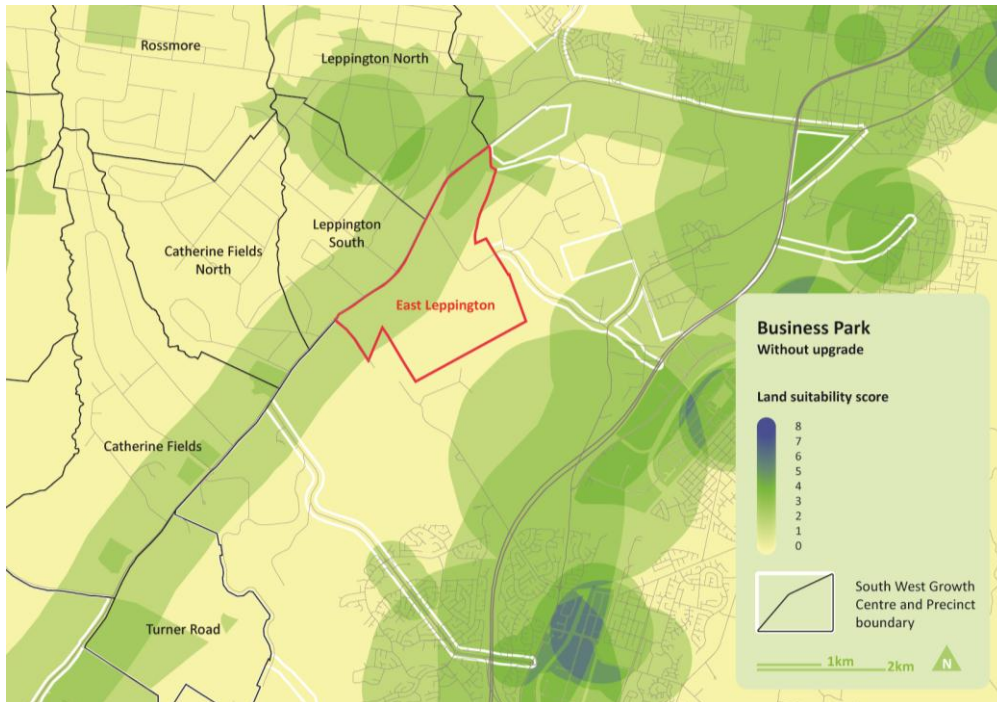 Rossmore
Leppington North
Leppington
South
Catherine Fields
North
East Leppington
Catherine Fields
Turner Road
Business Park
Without upgrade
Land suitability score
8
7
6
5
4
3
2
1
0
South West Growth
Centre and Precinct
boundary
1km
2km
N